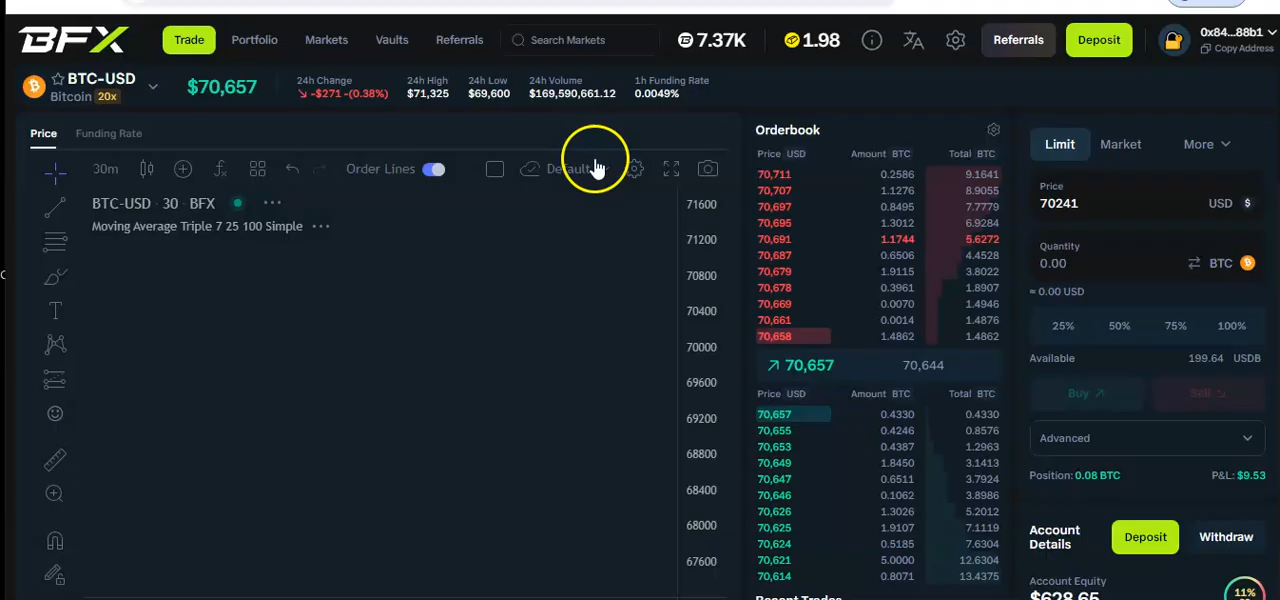 BFX
Trade
Portfolio
Markets
Vaults
Referrals
Search Markets
7.37K
1.98
Referrals
Deposit
0x84...88b1
Copy Address
BTC-USD
Bitcoin 20x
$70,657
24h Change
-$271 -(0.38%)
24h High
$71,325
24h Low
$69,600
24h Volume
$169,590,661.12
1h Funding Rate
0.0049%
Price
Funding Rate
30m
Order Lines
Default
BTC-USD · 30 · BFX
Moving Average Triple 7 25 100 Simple
71600
71200
70800
70400
70000
69600
69200
68800
68400
68000
67600
Orderbook
Price USD Amount BTC Total BTC
70,711 0.2586 9.1641
70,707 1.1276 8.9055
70,697 0.8495 7.7779
70,695 1.3012 6.9284
70,691 1.1744 5.6272
70,687 0.6506 4.4528
70,679 1.9115 3.8022
70,678 0.3961 1.8907
70,669 0.0070 1.4946
70,661 0.0014 1.4876
70,658 1.4862 1.4862
70,657 70,644
Price USD Amount BTC Total BTC
70,657 0.4330 0.4330
70,655 0.4246 0.8576
70,653 0.4387 1.2963
70,649 1.8450 3.1413
70,647 0.6511 3.7924
70,646 0.1062 3.8986
70,626 1.3026 5.2012
70,625 1.9107 7.1119
70,624 0.5185 7.6304
70,621 5.0000 12.6304
70,614 0.8071 13.4375
Recent Trades
Limit
Market
More
Price
70241 USD $
Quantity
0.00 BTC
≈ 0.00 USD
25% 50% 75% 100%
Available 199.64 USDB
Buy
Sell
Advanced
Position: 0.08 BTC P&L: $9.53
Account
Details
Deposit
Withdraw
Account Equity
$628.65
11%